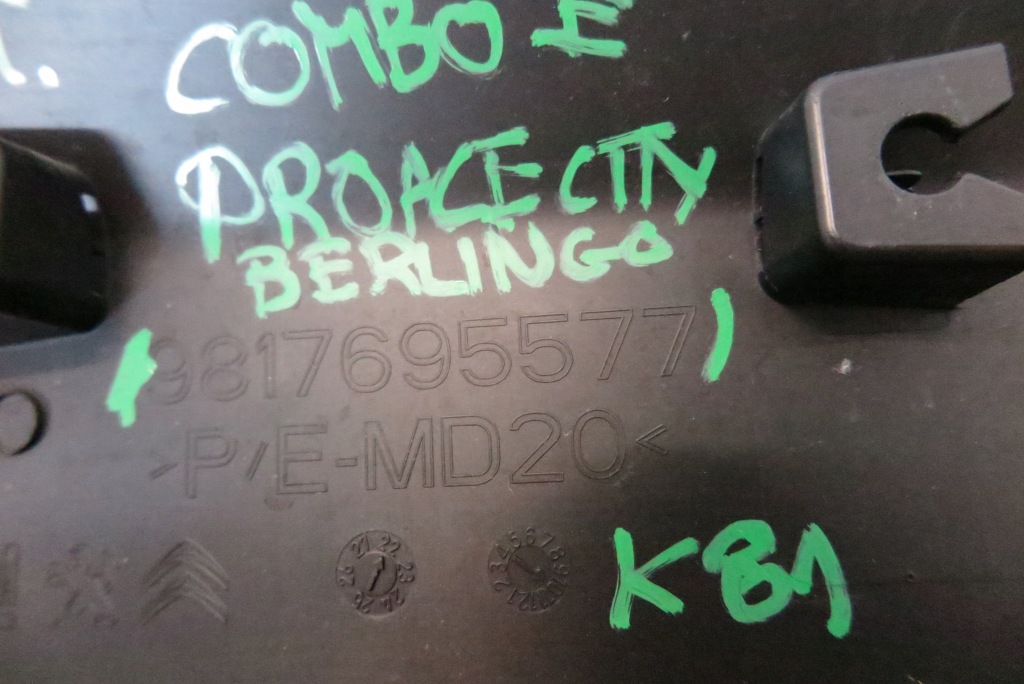 COMBO E
PROACE CITY
BERLINGO
9817695577
>P/E-MD20<
K81